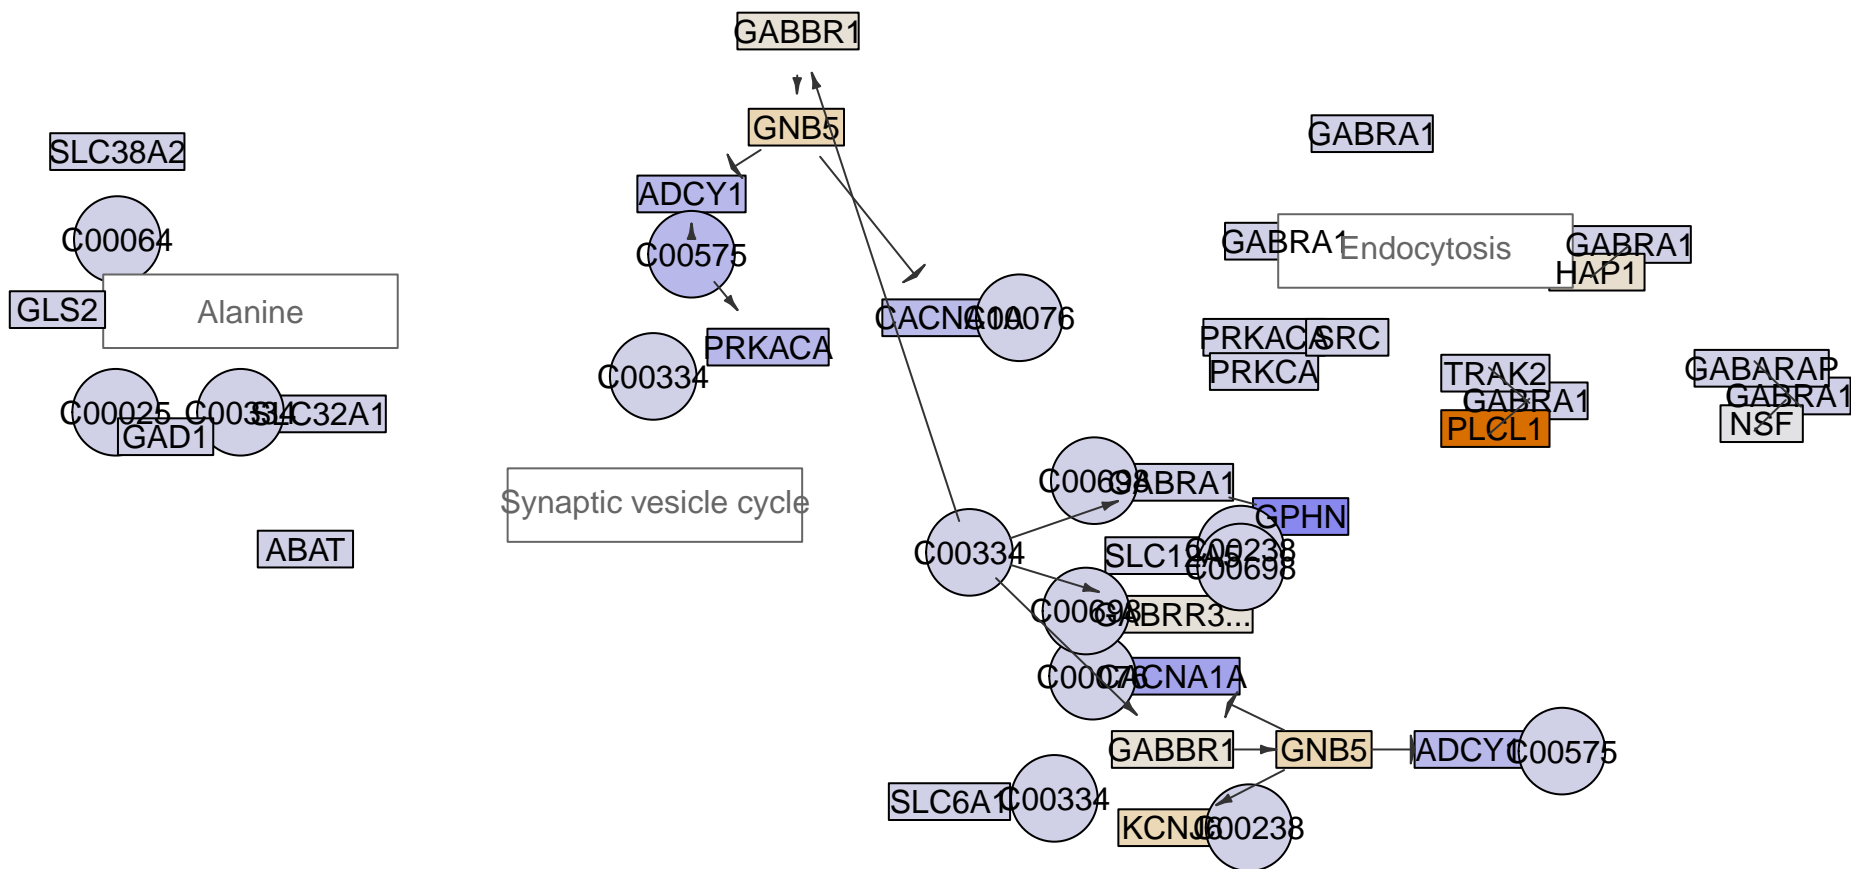 GABBR1
GNB5
GABRA1
SLC38A2
ADCY1
C00064
C00575
GABRA1
Endocytosis
GABRA1
HAP1
GLS2
Alanine
CACNA1A
C00076
PRKACA
PRKACA
SRC
C00334
PRKCA
TRAK2
GABARAP
GABRA1
GABRA1
C00025
C00334
SLC32A1
GAD1
PLCL1
NSF
Synaptic vesicle cycle
C00698
GABRA1
GPHN
ABAT
C00334
SLC12A5
C00238
C00698
C00698
GABRR3...
C00076
CACNA1A
GABBR1
GNB5
ADCY1
C00575
SLC6A1
C00334
KCNJ6
C00238